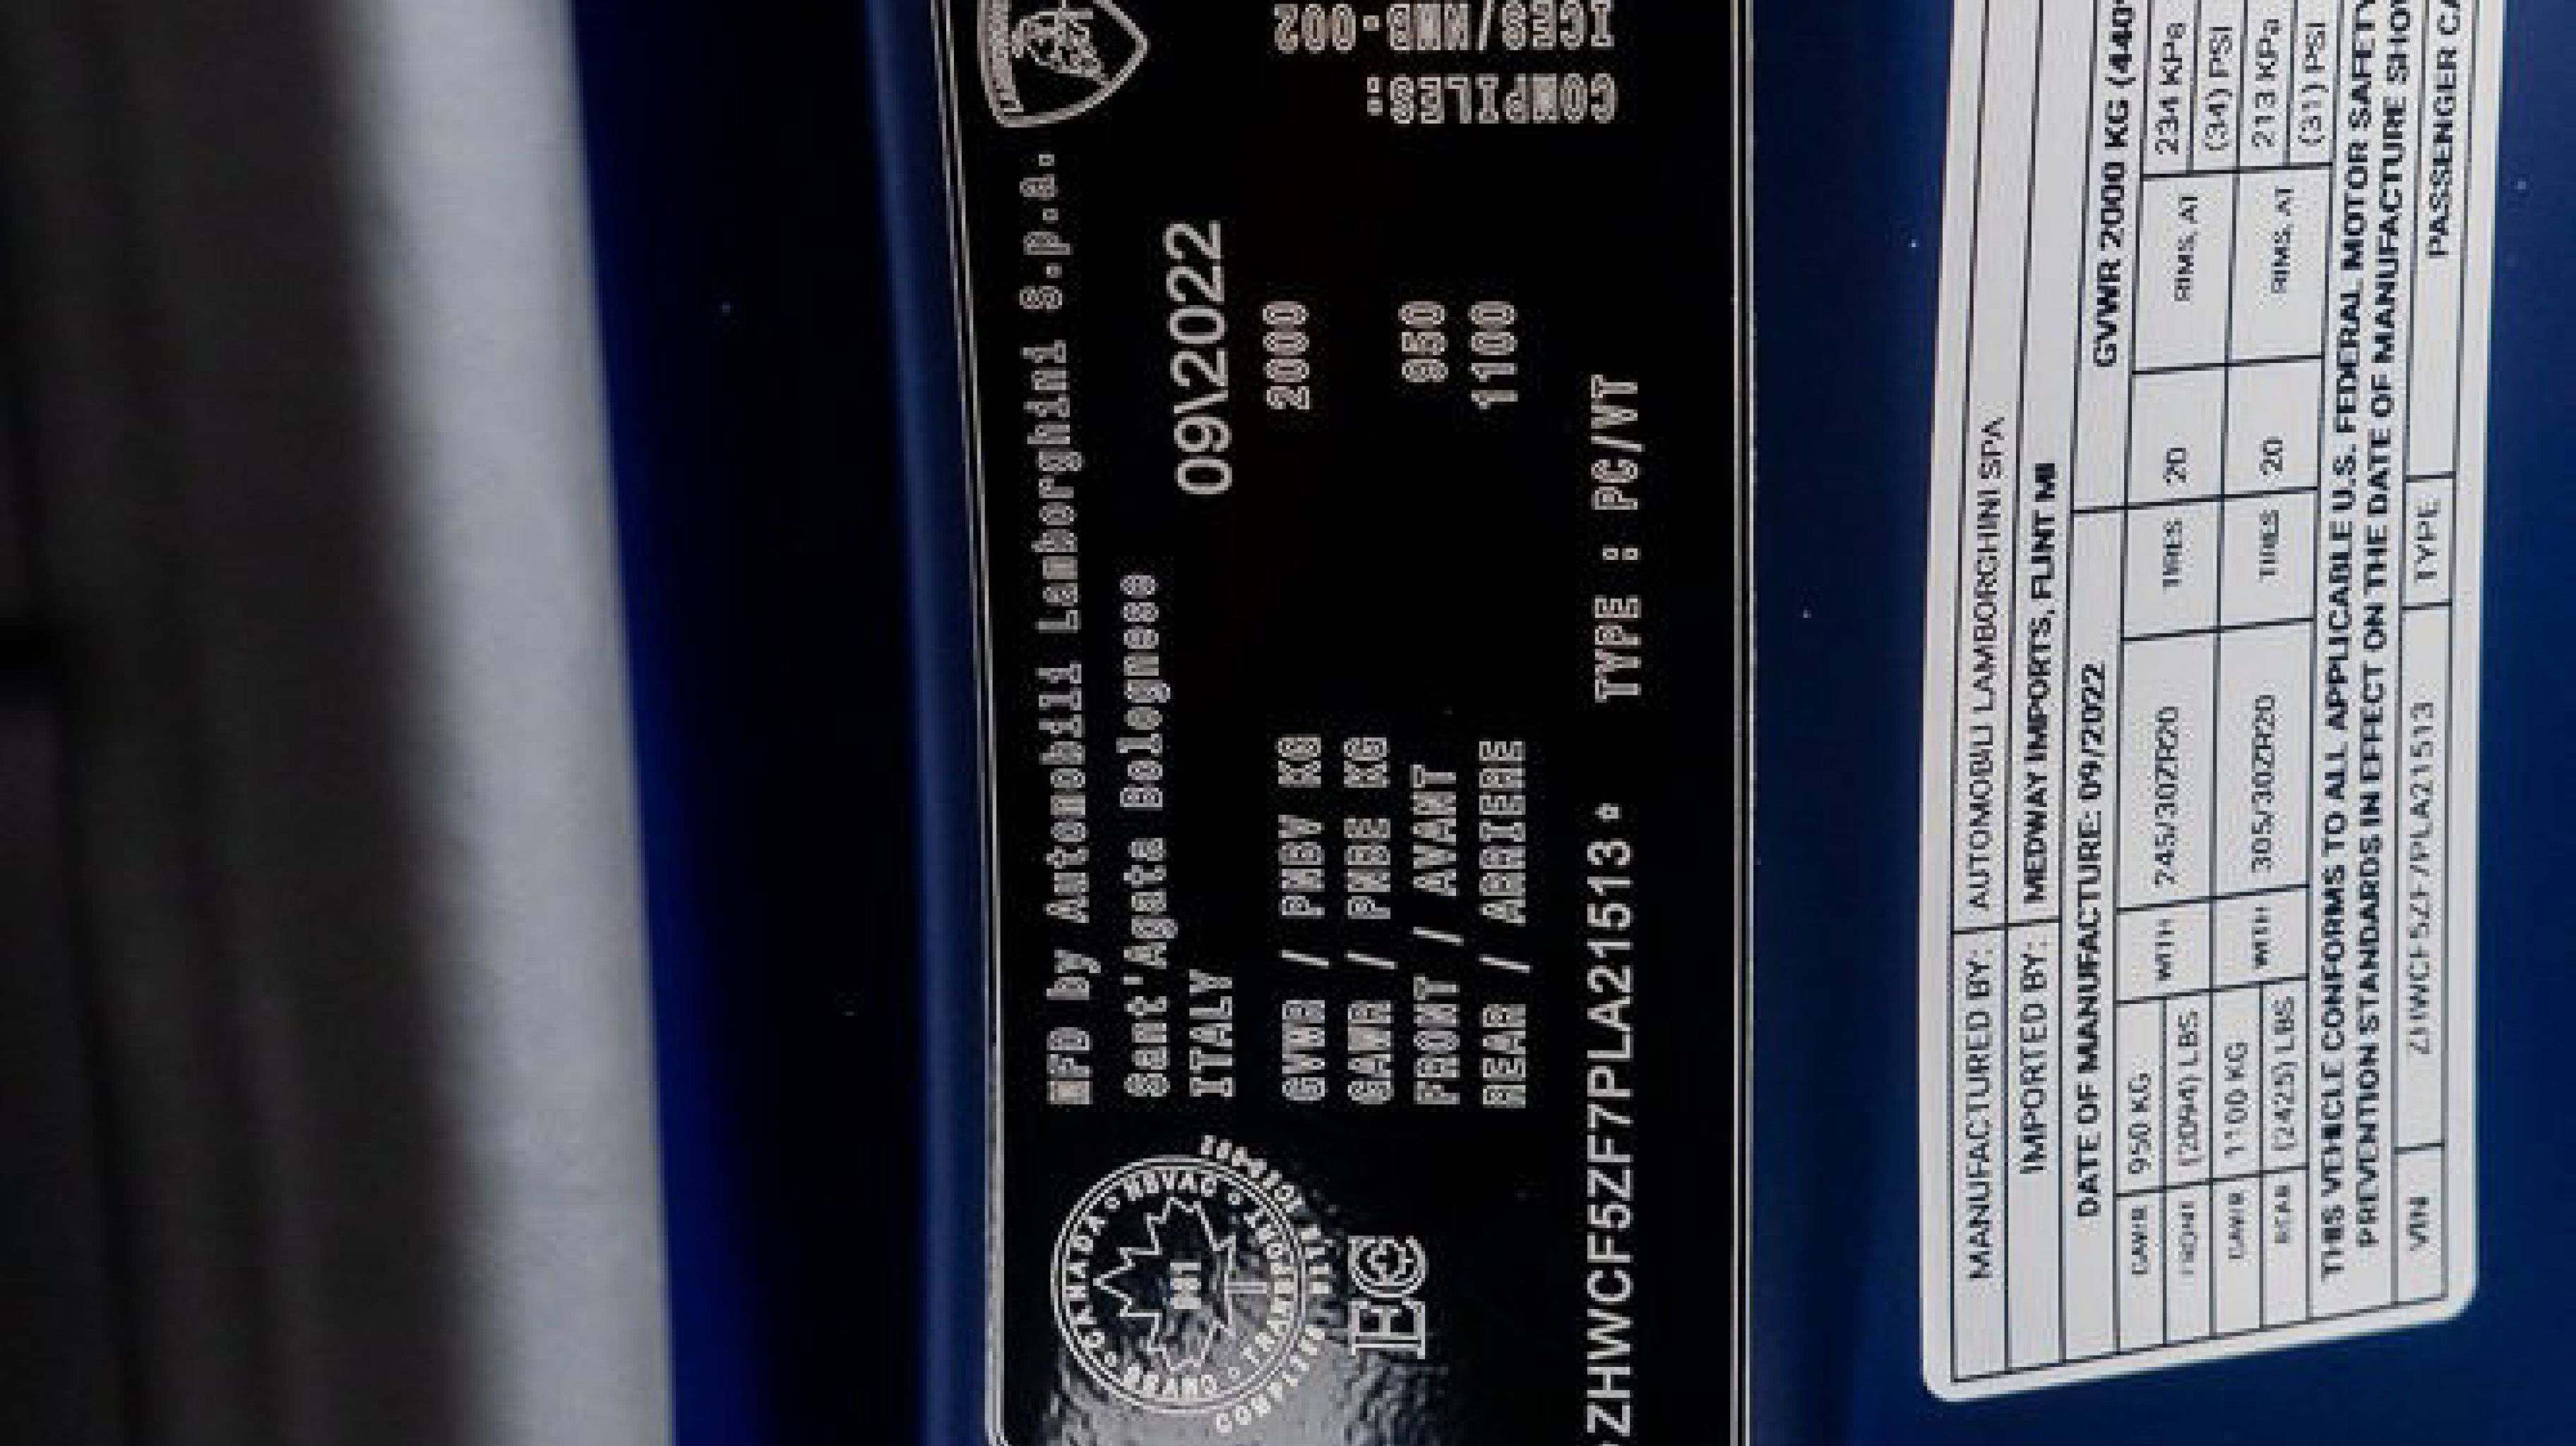 MFD by Automobili Lamborghini S.p.a.
Sant'Agata Bolognese
ITALY 09\2022
GVWR / PNBV KG 2000
GAWR / PNBE KG
FRONT / AVANT 950
REAR / ARRIERE 1100
ZHWCF5ZF7PLA21513 TYPE : PC/VT
COMPILES:
ICES/NMB-002
CANADA
TRANSPORT
IEC
MANUFACTURED BY: AUTOMOBILI LAMBORGHINI SPA
IMPORTED BY: MEDWAY IMPORTS, FLINT MI
DATE OF MANUFACTURE: 09/2022 GVWR 2000 KG (440
GAWR 950 KG WITH 245/30ZR20 TIRES 20 RIMS, AT 234 KPa
FRONT (2094) LBS (34) PSI
GAWR 1100 KG WITH 305/30ZR20 TIRES 20 RIMS, AT 213 KPa
REAR (2425) LBS (31) PSI
THIS VEHICLE CONFORMS TO ALL APPLICABLE U.S. FEDERAL MOTOR SAFETY
PREVENTION STANDARDS IN EFFECT ON THE DATE OF MANUFACTURE SHO
VIN ZHWCF5ZF7PLA21513 TYPE PASSENGER CA